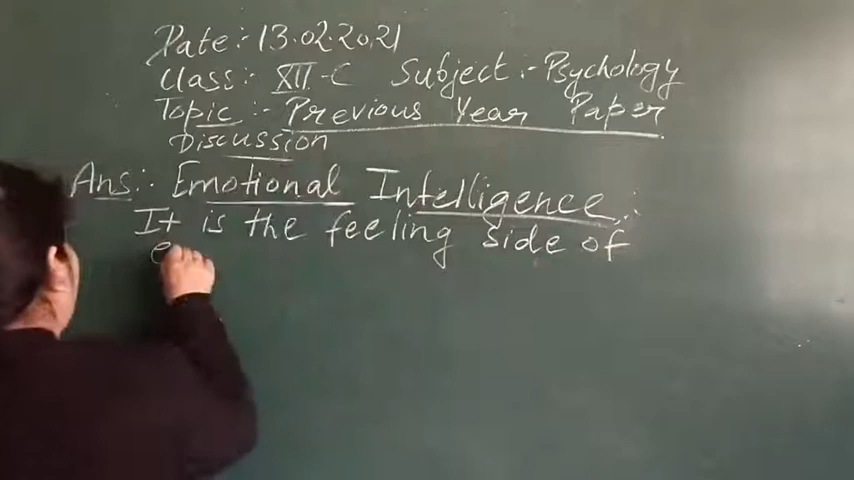 Date:- 13.02.2021
Class:- XII-C Subject:- Psychology
Topic:- Previous Year Paper
Discussion
Ans:- Emotional Intelligence:-
It is the feeling side of